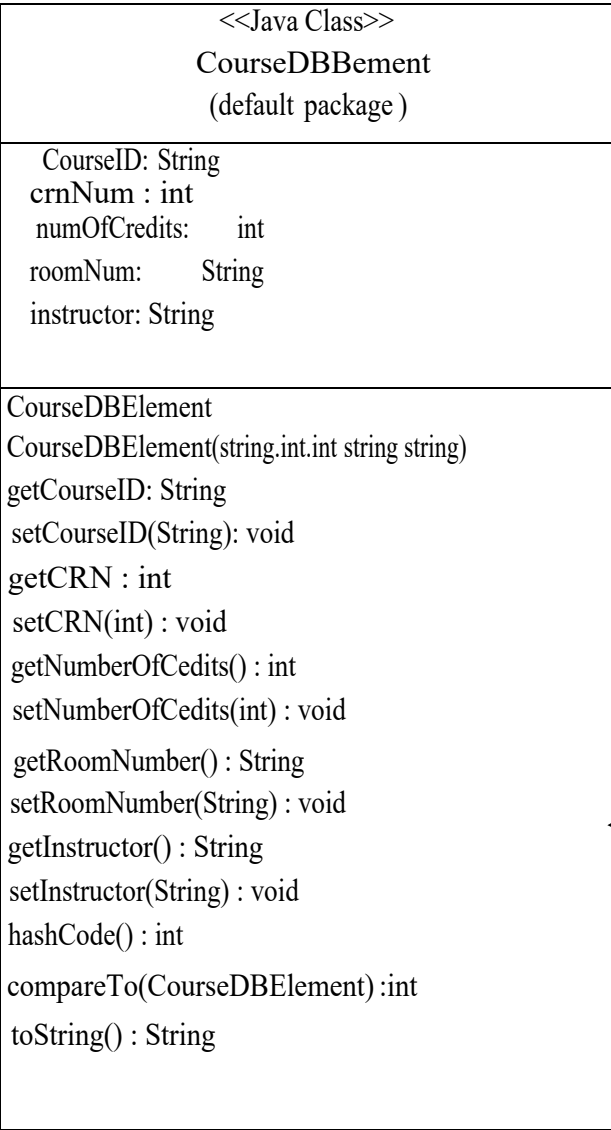 <<Java Class>>
CourseDBBement
(default package )
CourseID: String
crnNum : int
numOfCredits: int
roomNum: String
instructor: String
CourseDBElement
CourseDBElement(string.int.int string string)
getCourseID: String
setCourseID(String): void
getCRN : int
setCRN(int) : void
getNumberOfCedits() : int
setNumberOfCedits(int) : void
getRoomNumber() : String
setRoomNumber(String) : void
getInstructor() : String
setInstructor(String) : void
hashCode() : int
compareTo(CourseDBElement) :int
toString() : String